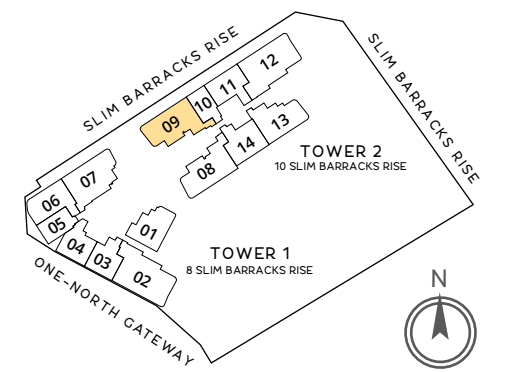 SLIM BARRACKS RISE
SLIM BARRACKS RISE
12
11
10
09
13
14
08
TOWER 2
10 SLIM BARRACKS RISE
07
06
05
04
03
02
01
TOWER 1
8 SLIM BARRACKS RISE
ONE-NORTH GATEWAY
N